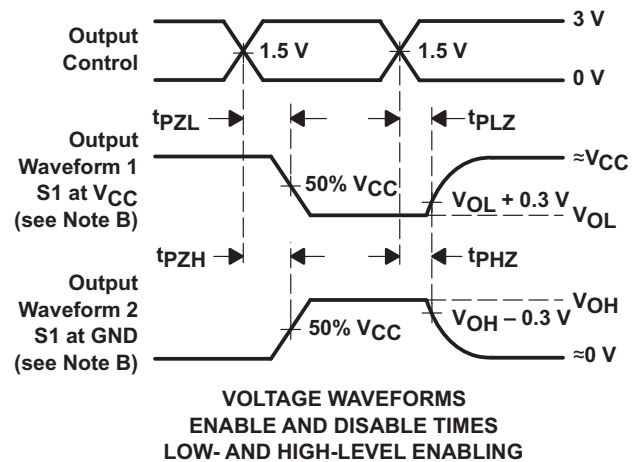 Output
Control
1.5 V
1.5 V
3 V
0 V
tPZL
tPLZ
Output
Waveform 1
S1 at VCC
(see Note B)
50% VCC
≈VCC
VOL + 0.3 V
VOL
tPZH
tPHZ
Output
Waveform 2
S1 at GND
(see Note B)
50% VCC
VOH
VOH – 0.3 V
≈0 V
VOLTAGE WAVEFORMS
ENABLE AND DISABLE TIMES
LOW- AND HIGH-LEVEL ENABLING